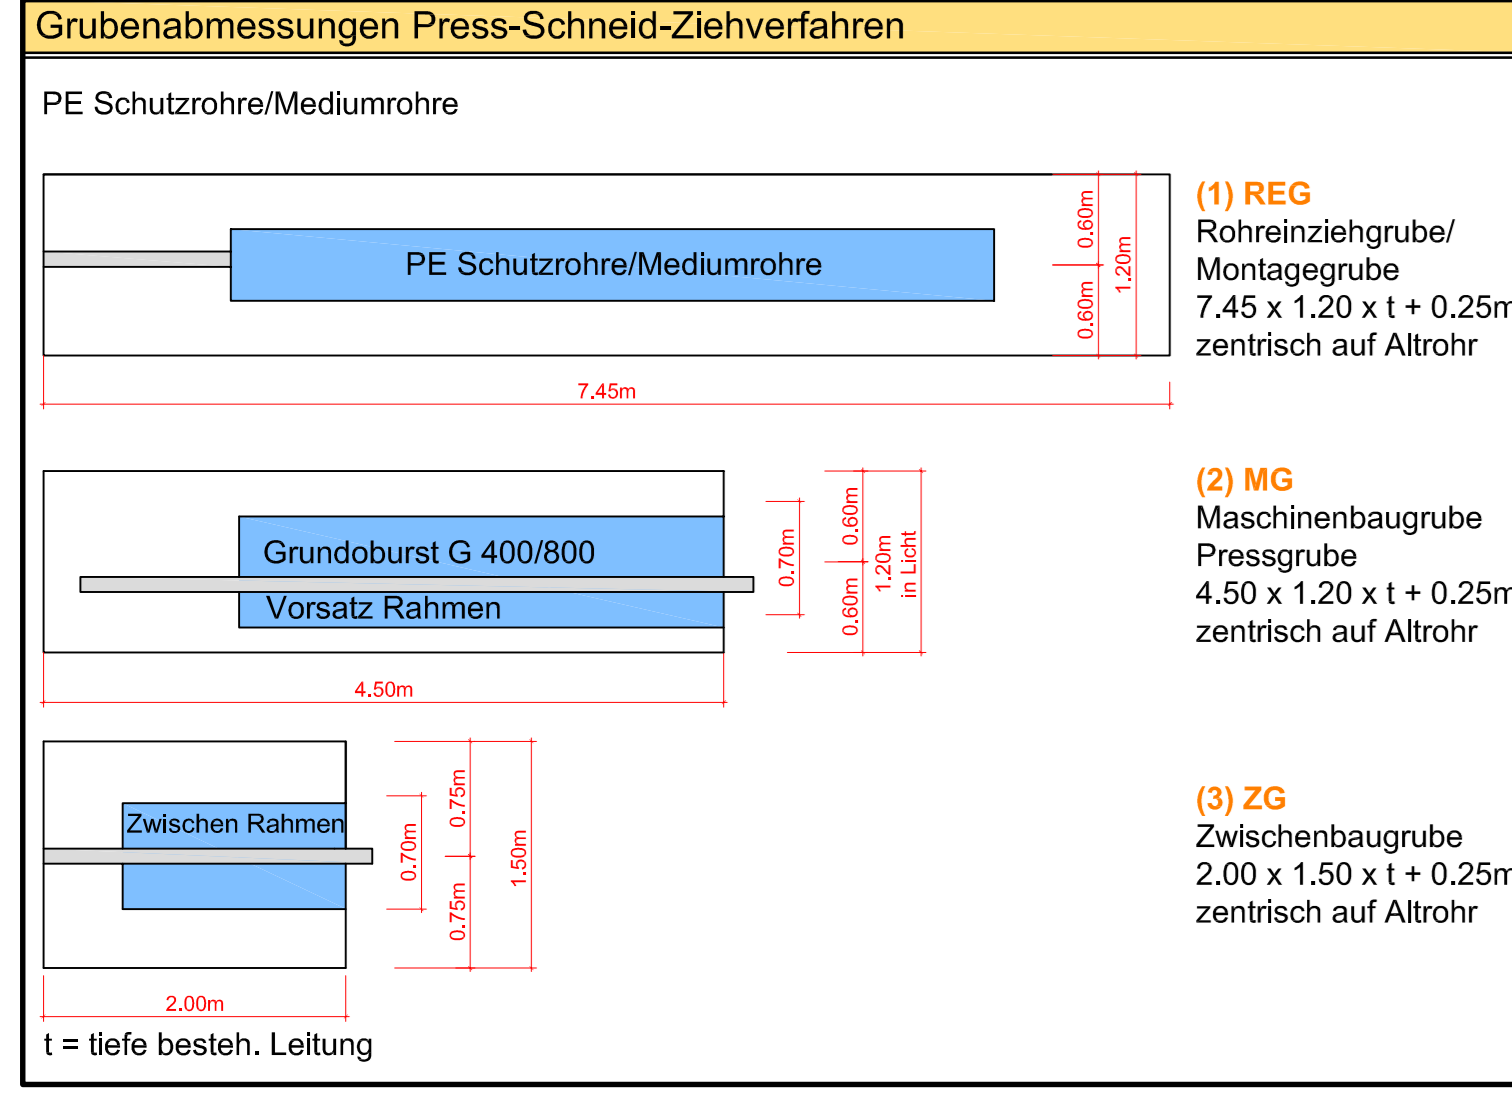 Grubenabmessungen Press-Schneid-Ziehverfahren
PE Schutzrohre/Mediumrohre
PE Schutzrohre/Mediumrohre
0.60m
0.60m
1.20m
7.45m
(1) REG
Rohreinziehgrube/
Montagegrube
7.45 x 1.20 x t + 0.25m
zentrisch auf Altrohr
Grundoburst G 400/800
Vorsatz Rahmen
0.70m
0.60m
0.60m
1.20m
in Licht
4.50m
(2) MG
Maschinenbaugrube
Pressgrube
4.50 x 1.20 x t + 0.25m
zentrisch auf Altrohr
Zwischen Rahmen
0.70m
0.75m
0.75m
1.50m
2.00m
(3) ZG
Zwischenbaugrube
2.00 x 1.50 x t + 0.25m
zentrisch auf Altrohr
t = tiefe besteh. Leitung